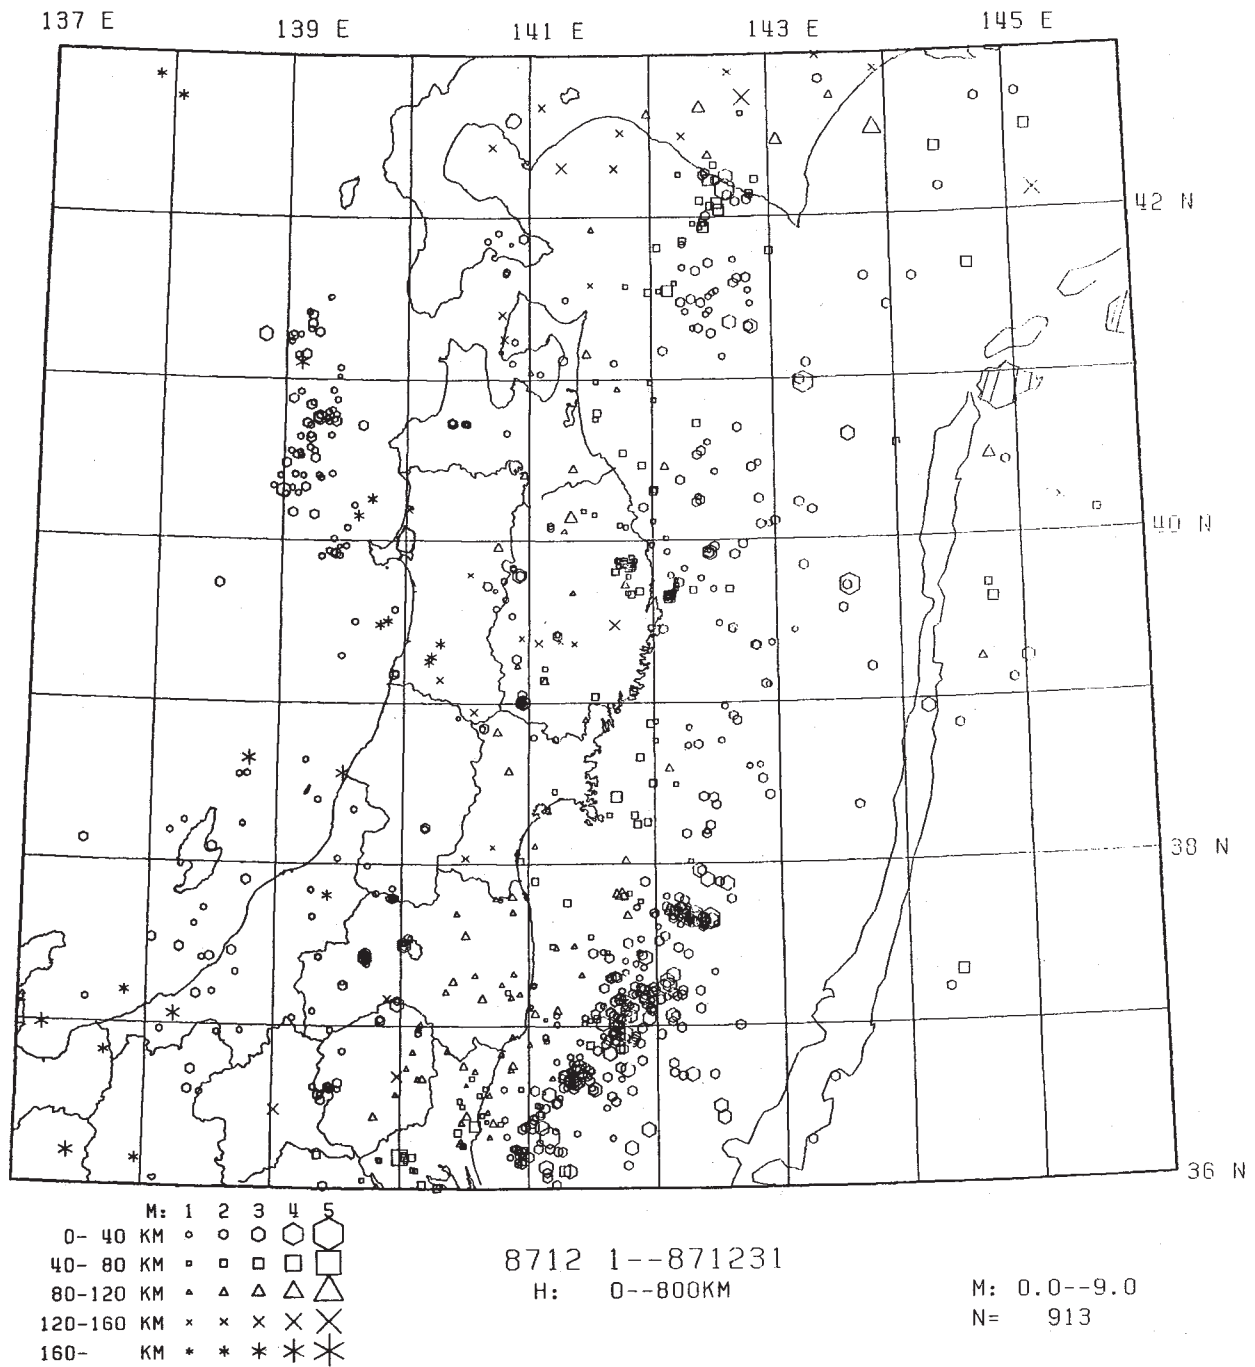 137 E 139 E 141 E 143 E 145 E
42 N
40 N
38 N
36 N
M: 1 2 3 4 5
0- 40 KM
40- 80 KM
80-120 KM
120-160 KM
160- KM
8712 1--871231
H: 0--800KM
M: 0.0--9.0
N= 913